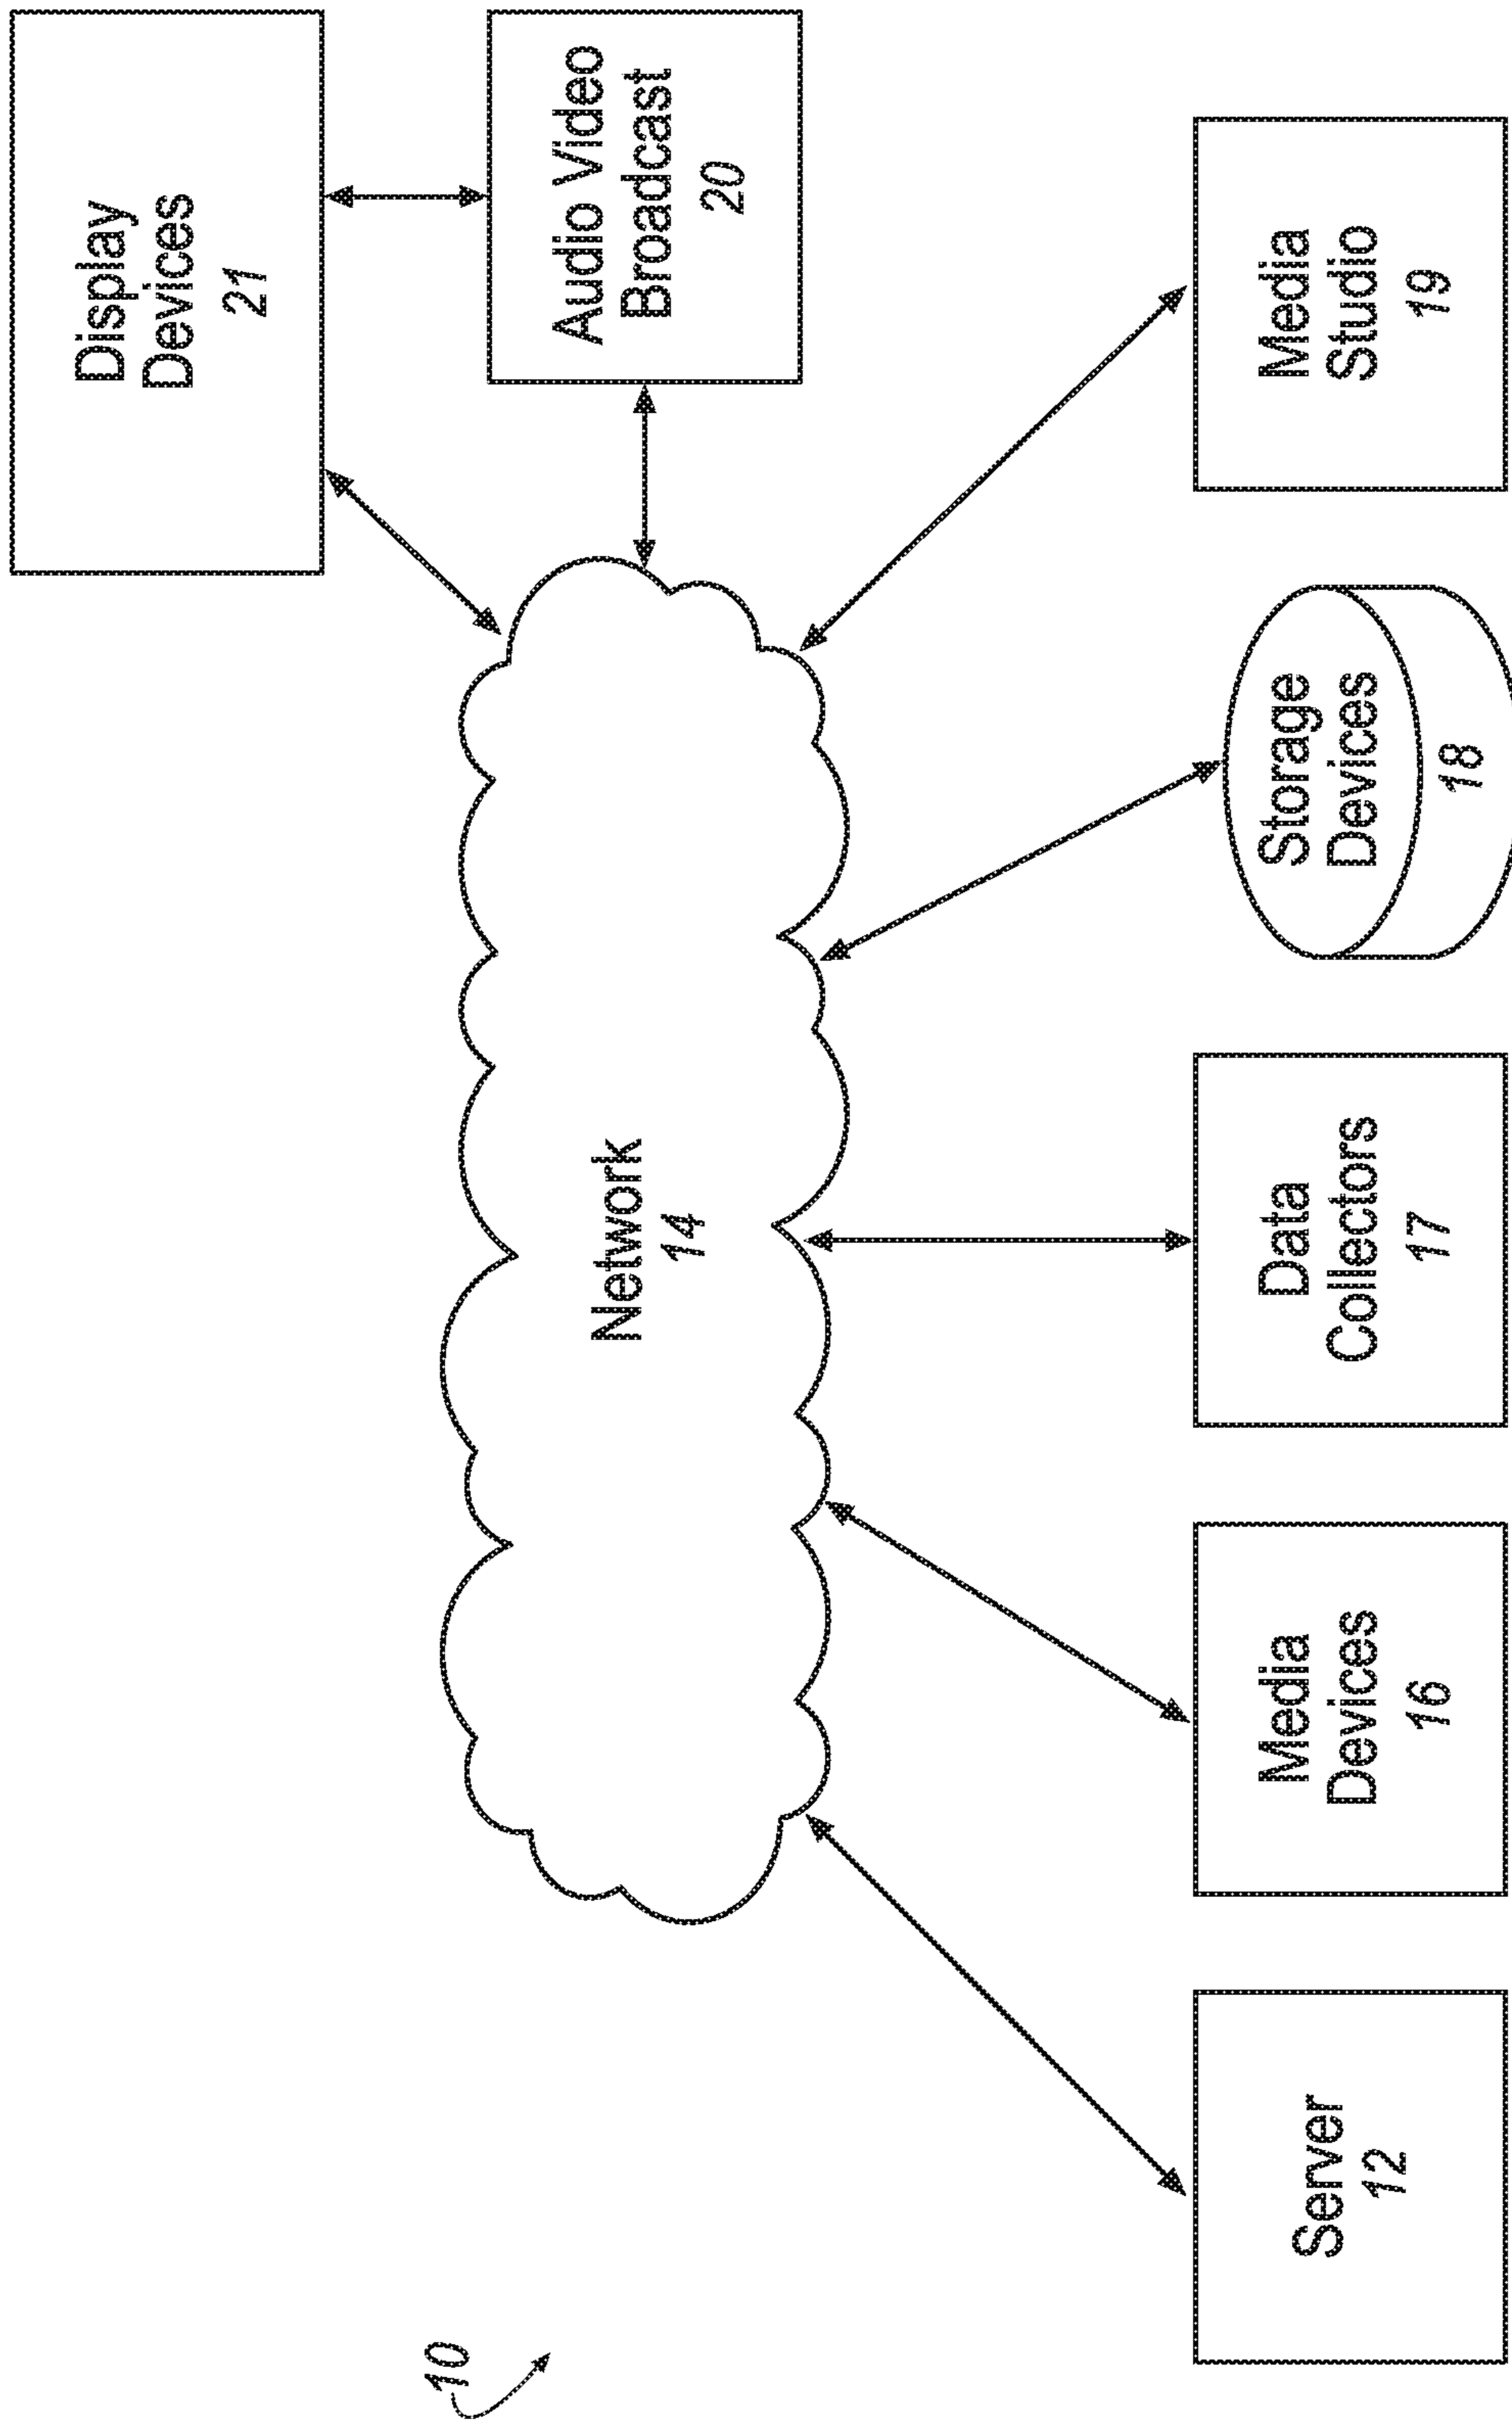 10
Display
Devices
21
Audio Video
Broadcast
20
Network
14
Server
12
Media
Devices
16
Data
Collectors
17
Storage
Devices
18
Media
Studio
19